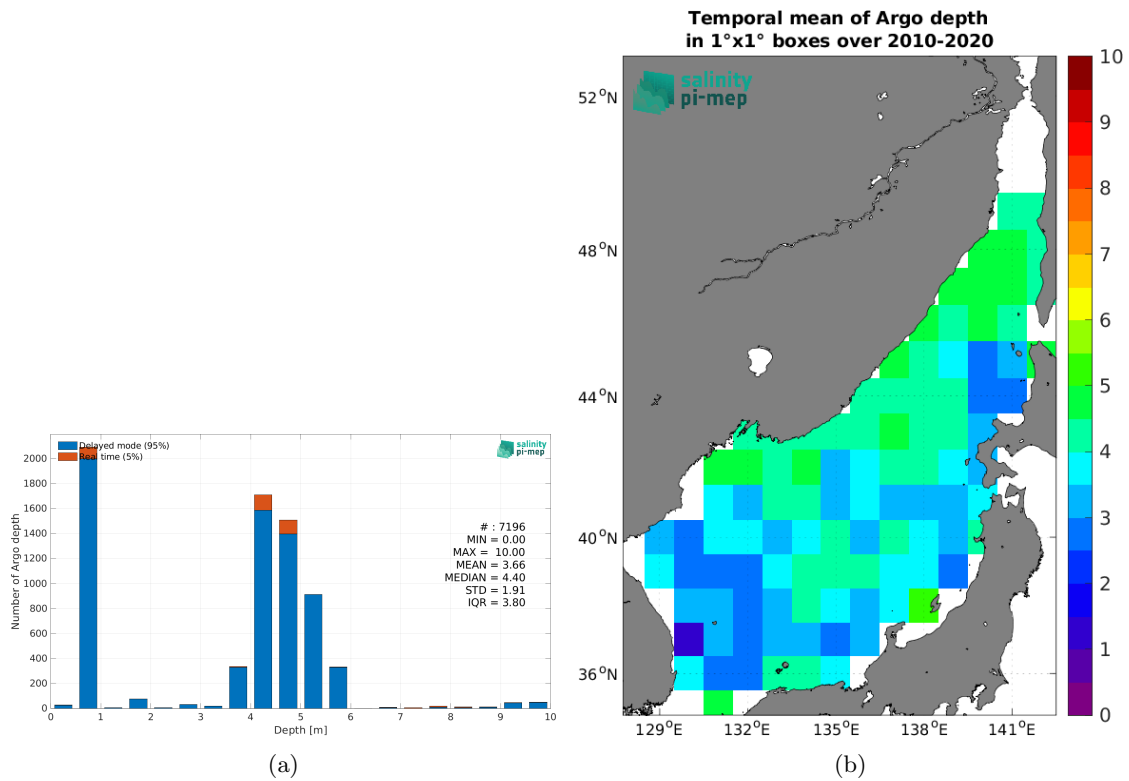 Temporal mean of Argo depth
in 1°x1° boxes over 2010-2020
salinity
pi-mep
52°N
48°N
44°N
40°N
36°N
129°E
132°E
135°E
138°E
141°E
10
9
8
7
6
5
4
3
2
1
0
(b)
Delayed mode (95%)
Real time (5%)
salinity
pi-mep
# : 7196
MIN = 0.00
MAX = 10.00
MEAN = 3.66
MEDIAN = 4.40
STD = 1.91
IQR = 3.80
Number of Argo depth
2000
1800
1600
1400
1200
1000
800
600
400
200
0
0 1 2 3 4 5 6 7 8 9 10
Depth [m]
(a)